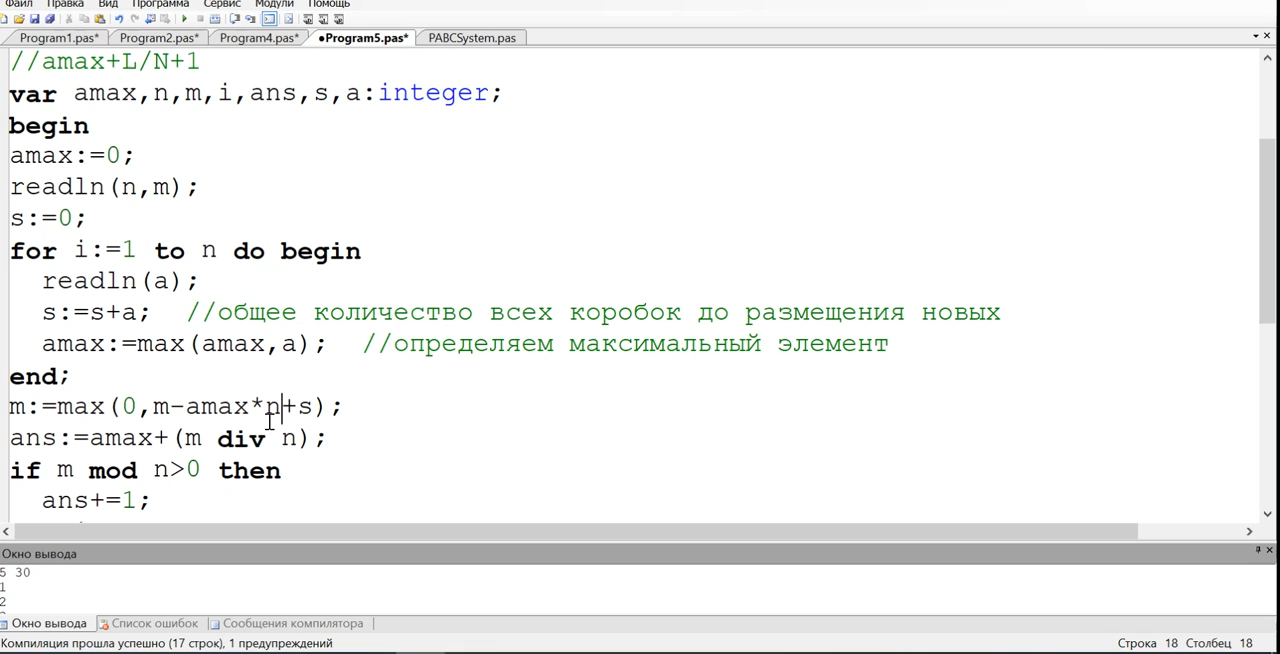 Файл Правка Вид Программа Сервис Модули Помощь
Program1.pas* Program2.pas* Program4.pas* •Program5.pas* PABCSystem.pas
//amax+L/N+1
var amax,n,m,i,ans,s,a:integer;
begin
amax:=0;
readln(n,m);
s:=0;
for i:=1 to n do begin
readln(a);
s:=s+a; //общее количество всех коробок до размещения новых
amax:=max(amax,a); //определяем максимальный элемент
end;
m:=max(0,m-amax*n+s);
ans:=amax+(m div n);
if m mod n>0 then
ans+=1;
Окно вывода
5 30
1
2
Окно вывода Список ошибок Сообщения компилятора
Компиляция прошла успешно (17 строк), 1 предупреждений Строка 18 Столбец 18